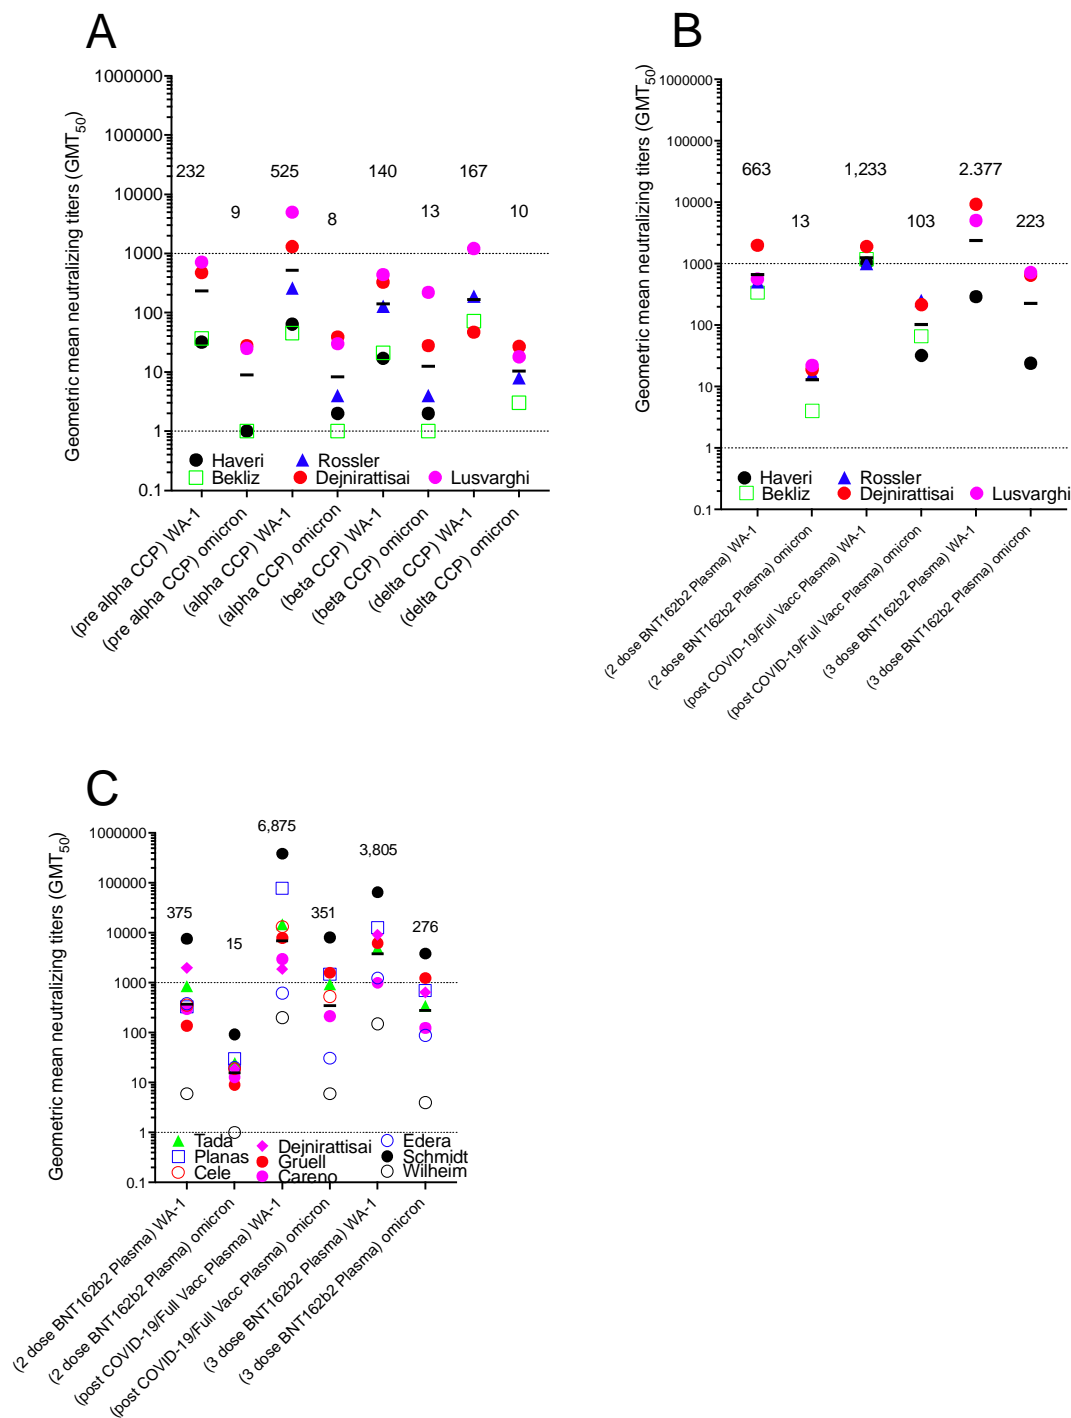 A
Geometric mean neutralizing titers (GMT50)
1000000
100000
10000
1000
100
10
1
0.1
232
9
525
8
140
13
167
10
Haveri
Rossler
Bekliz
Dejnirattisai
Lusvarghi
(pre alpha CCP) WA-1
(pre alpha CCP) omicron
(alpha CCP) WA-1
(alpha CCP) omicron
(beta CCP) WA-1
(beta CCP) omicron
(delta CCP) WA-1
(delta CCP) omicron
B
Geometric mean neutralizing titers (GMT50)
1000000
100000
10000
1000
100
10
1
0.1
663
13
1,233
103
2.377
223
Haveri
Rossler
Bekliz
Dejnirattisai
Lusvarghi
(2 dose BNT162b2 Plasma) WA-1
(2 dose BNT162b2 Plasma) omicron
(post COVID-19/Full Vacc Plasma) WA-1
(post COVID-19/Full Vacc Plasma) omicron
(3 dose BNT162b2 Plasma) WA-1
(3 dose BNT162b2 Plasma) omicron
C
Geometric mean neutralizing titers (GMT50)
1000000
100000
10000
1000
100
10
1
0.1
375
15
6,875
351
3,805
276
Tada
Planas
Cele
Dejnirattisai
Gruell
Careno
Edera
Schmidt
Wilheim
(2 dose BNT162b2 Plasma) WA-1
(2 dose BNT162b2 Plasma) omicron
(post COVID-19/Full Vacc Plasma) WA-1
(post COVID-19/Full Vacc Plasma) omicron
(3 dose BNT162b2 Plasma) WA-1
(3 dose BNT162b2 Plasma) omicron